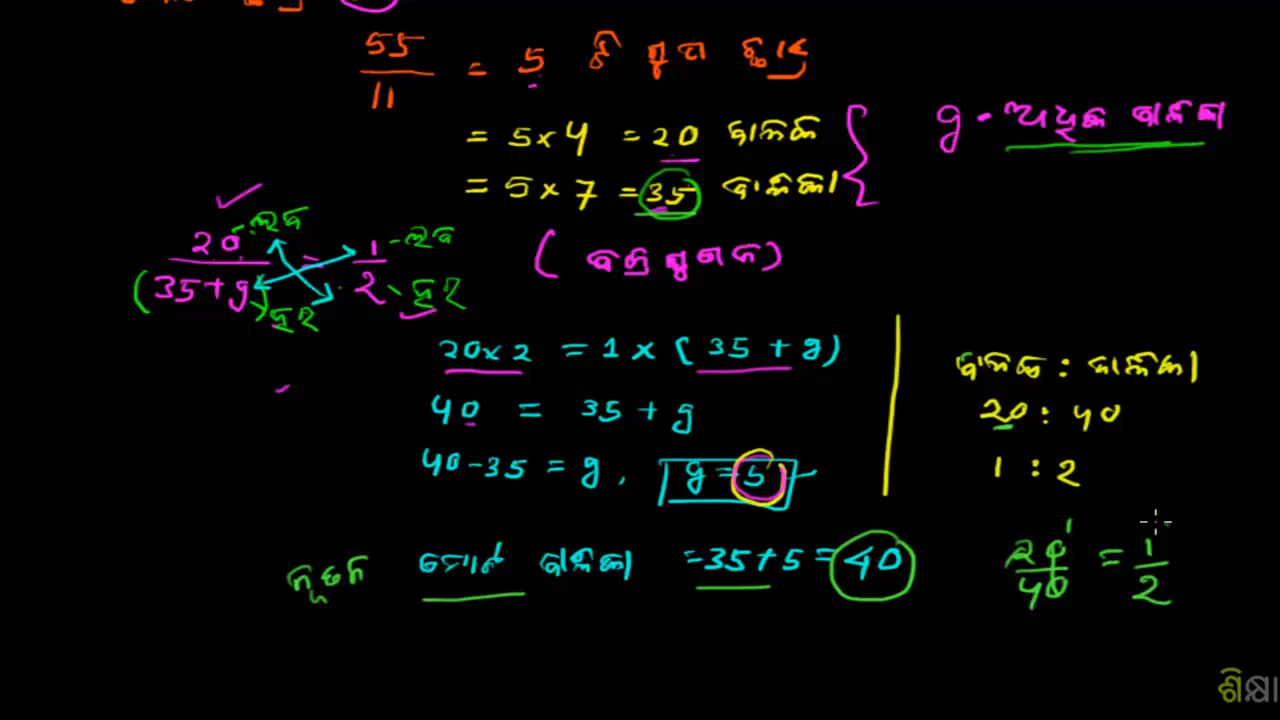 55/11 = 5 ଟି ଗ୍ରୁପ
= 5 x 4 = 20 ବାଳକ
= 5 x 7 = 35 ବାଳିକା
g - ଅଧିକ ବାଳିକା
20 - ଲବ / (35 + g) ହର = 1 - ଲବ / 2 - ହର
(ବଜ୍ରଗୁଣନ)
20 x 2 = 1 x (35 + g)
40 = 35 + g
40 - 35 = g, g = 5
ନୂତନ ମୋଟ ବାଳିକା = 35 + 5 = 40
ବାଳକ : ବାଳିକା
20 : 40
1 : 2
20/40 = 1/2
ଶିକ୍ଷା